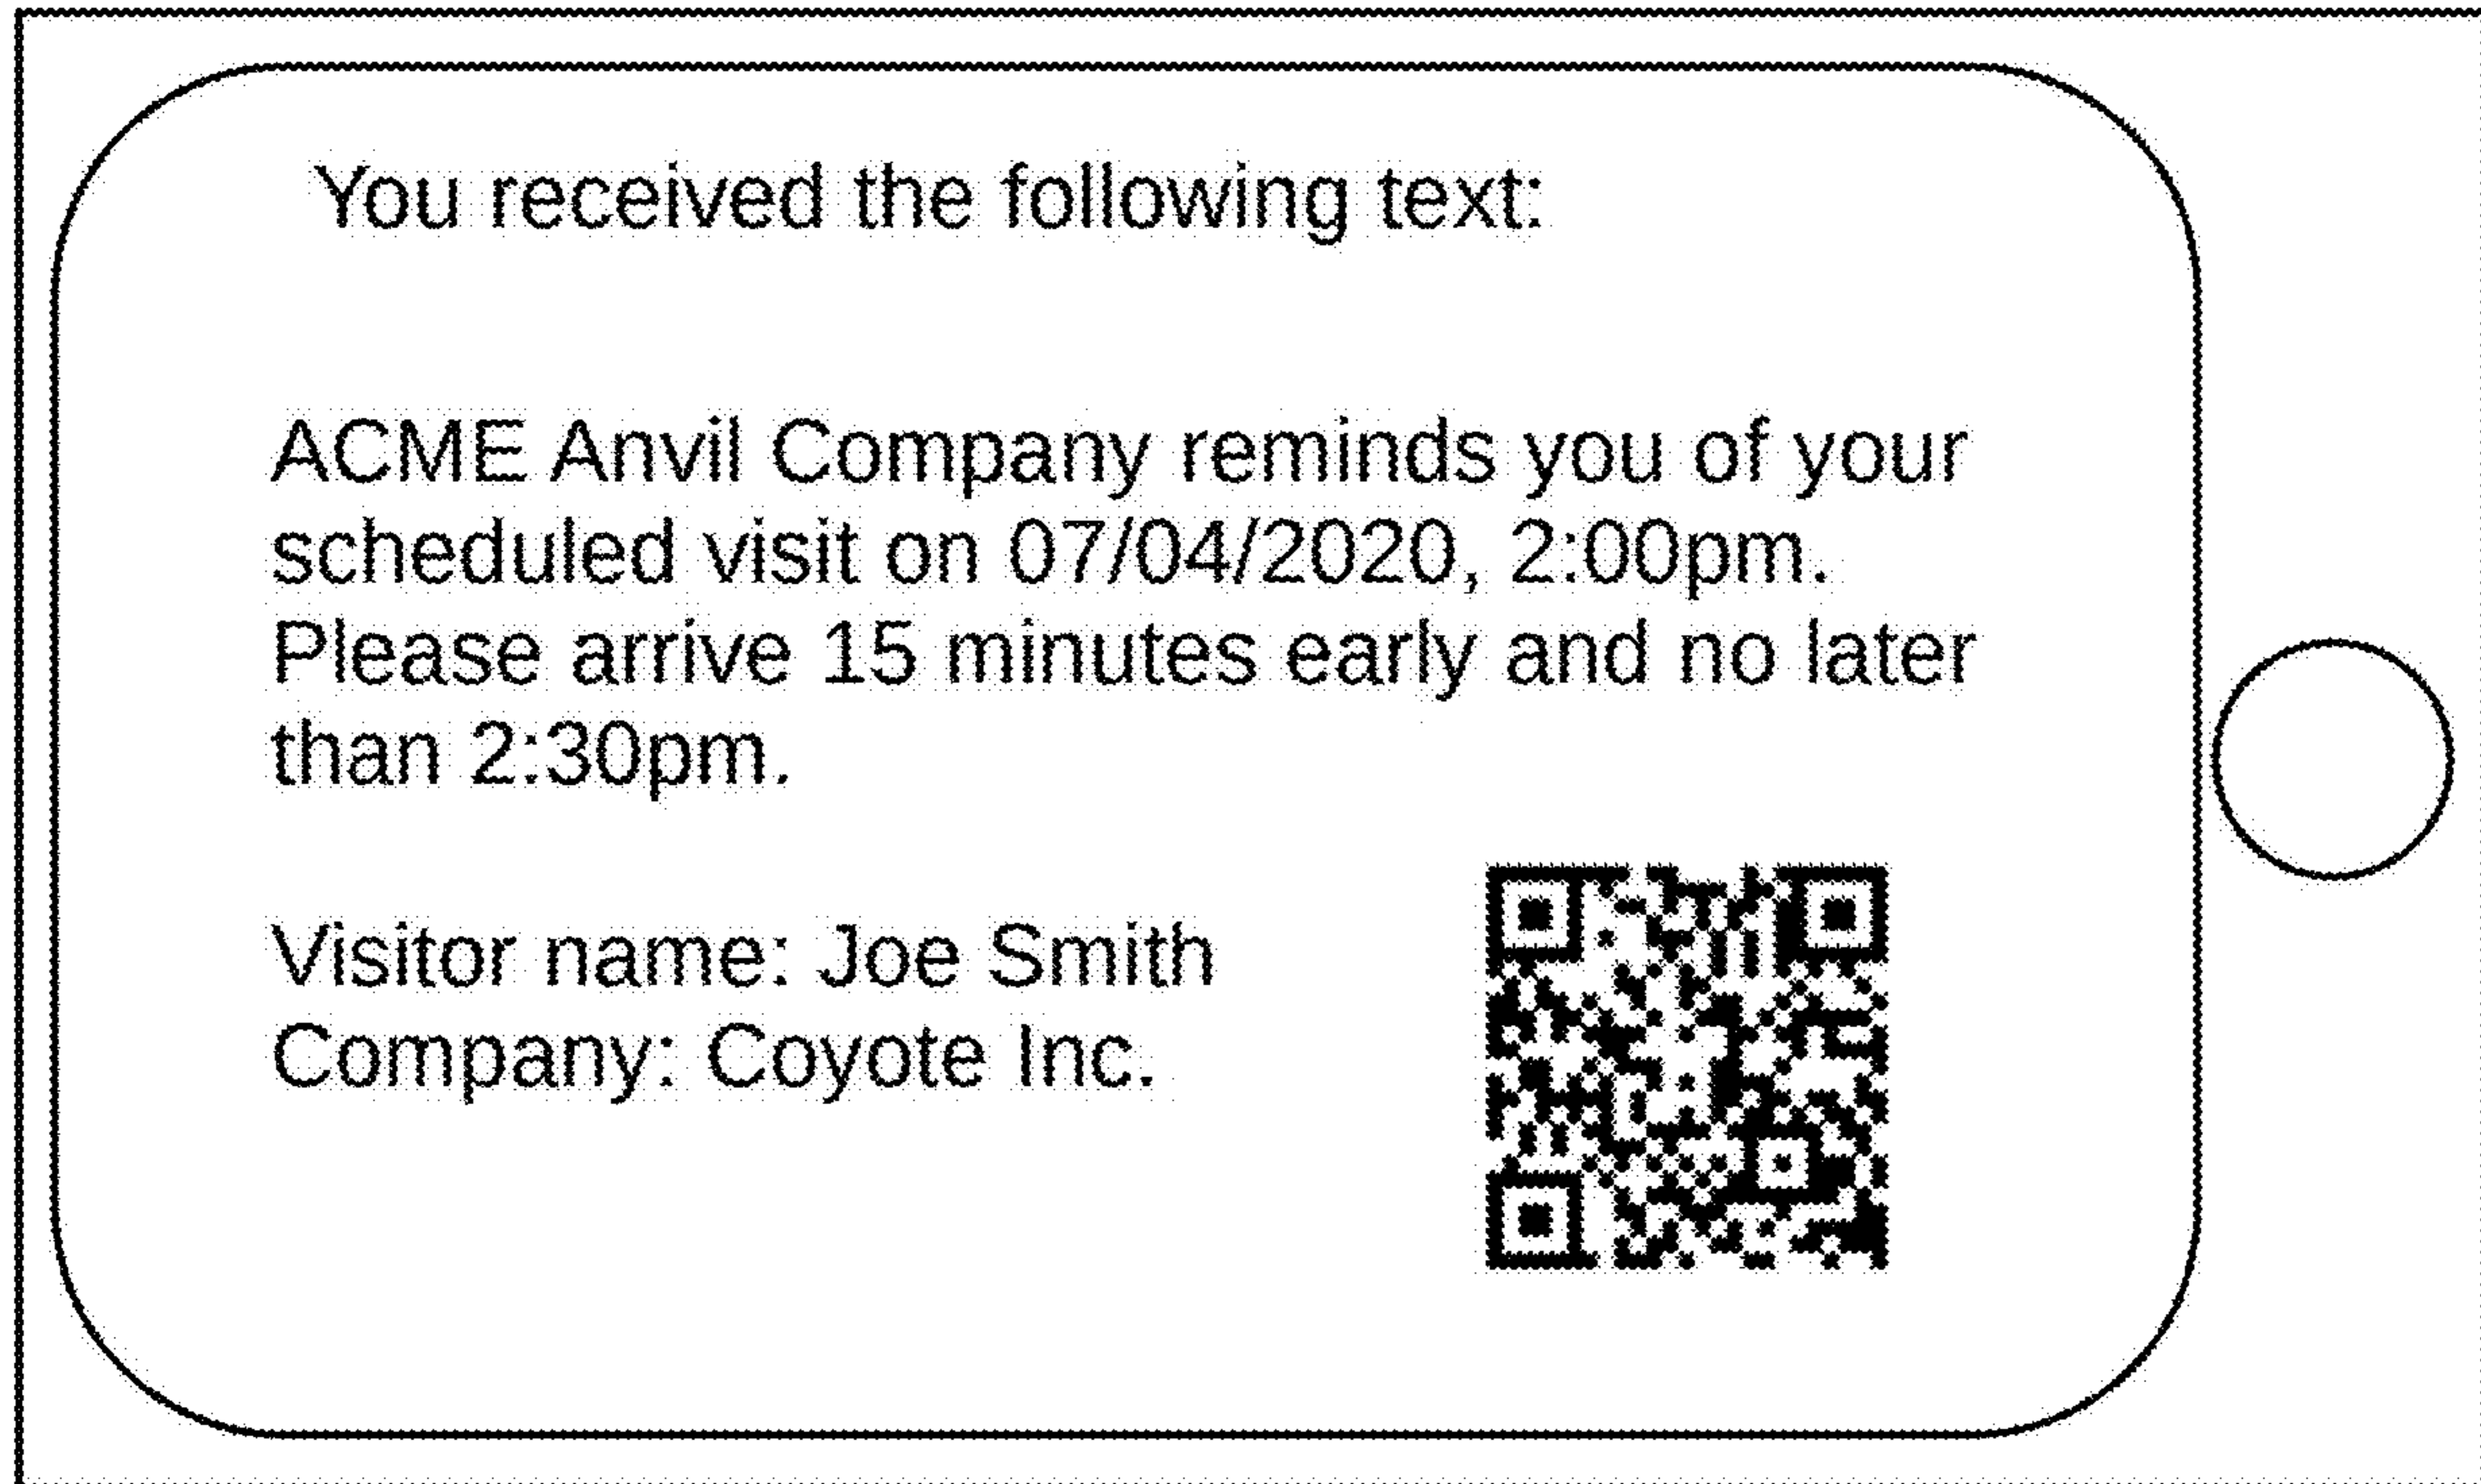 You received the following text:
ACME Anvil Company reminds you of your
scheduled visit on 07/04/2020, 2:00pm.
Please arrive 15 minutes early and no later
than 2:30pm.
Visitor name: Joe Smith
Company: Coyote Inc.